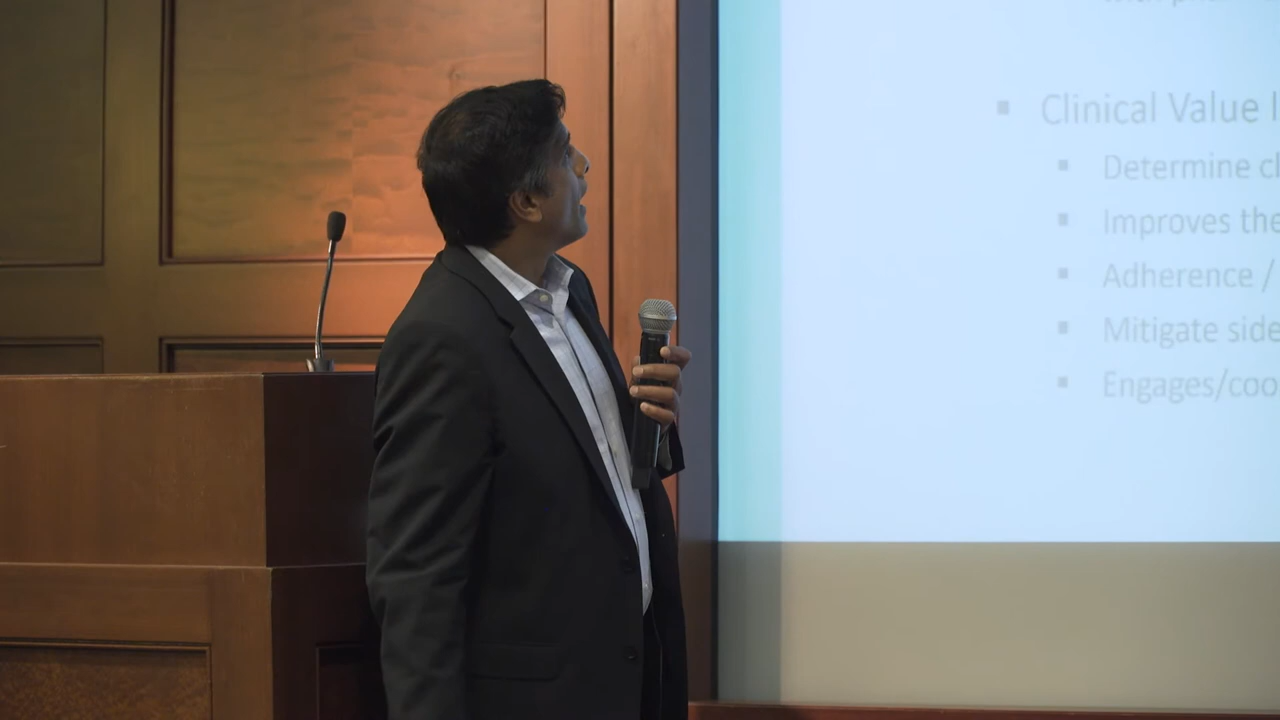 Clinical Value
Determine
Improves the
Adherence /
Mitigate side
Engages/coo